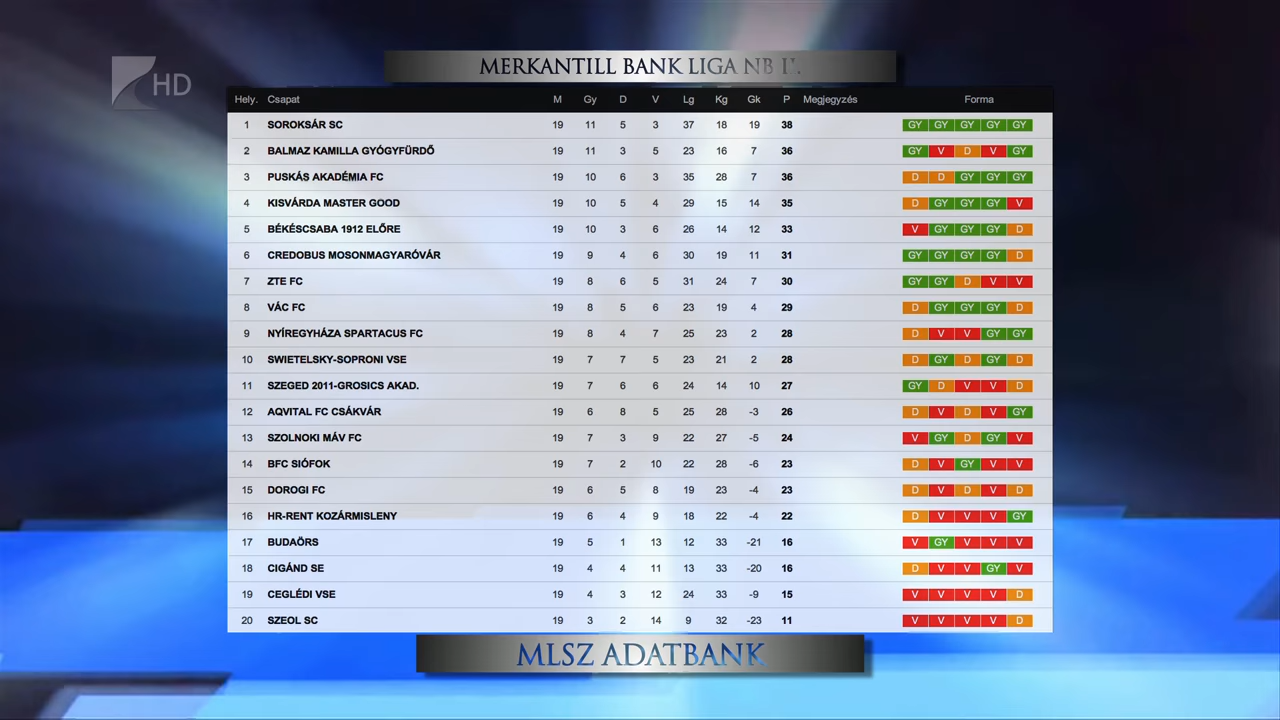 MERKANTILL BANK LIGA NB I
HD
Hely. Csapat M Gy D V Lg Kg Gk P Megjegyzés Forma
1 SOROKSÁR SC 19 11 5 3 37 18 19 38 GY GY GY GY GY
2 BALMAZ KAMILLA GYÓGYFÜRDŐ 19 11 3 5 23 16 7 36 GY V D V GY
3 PUSKÁS AKADÉMIA FC 19 10 6 3 35 28 7 36 D D GY GY GY
4 KISVÁRDA MASTER GOOD 19 10 5 4 29 15 14 35 D GY GY GY V
5 BÉKÉSCSABA 1912 ELŐRE 19 10 3 6 26 14 12 33 V GY GY GY D
6 CREDOBUS MOSONMAGYARÓVÁR 19 9 4 6 30 19 11 31 GY GY GY GY D
7 ZTE FC 19 8 6 5 31 24 7 30 GY GY D V V
8 VÁC FC 19 8 5 6 23 19 4 29 D GY GY GY D
9 NYÍREGYHÁZA SPARTACUS FC 19 8 4 7 25 23 2 28 D V V GY GY
10 SWIETELSKY-SOPRONI VSE 19 7 7 5 23 21 2 28 D GY D GY D
11 SZEGED 2011-GROSICS AKAD. 19 7 6 6 24 14 10 27 GY D V V D
12 AQVITAL FC CSÁKVÁR 19 6 8 5 25 28 -3 26 D V D V GY
13 SZOLNOKI MÁV FC 19 7 3 9 22 27 -5 24 V GY D GY V
14 BFC SIÓFOK 19 7 2 10 22 28 -6 23 D V GY V V
15 DOROGI FC 19 6 5 8 19 23 -4 23 D V D V D
16 HR-RENT KOZÁRMISLENY 19 6 4 9 18 22 -4 22 D V V V GY
17 BUDAÖRS 19 5 1 13 12 33 -21 16 V GY V V V
18 CIGÁND SE 19 4 4 11 13 33 -20 16 D V V GY V
19 CEGLÉDI VSE 19 4 3 12 24 33 -9 15 V V V V D
20 SZEOL SC 19 3 2 14 9 32 -23 11 V V V V D
MLSZ ADATBANK